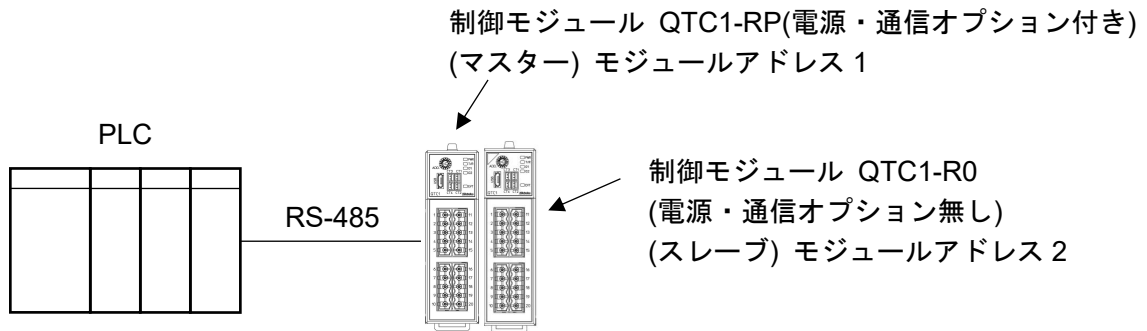 制御モジュール QTC1-RP(電源・通信オプション付き)
(マスター) モジュールアドレス 1
PLC
RS-485
制御モジュール QTC1-R0
(電源・通信オプション無し)
(スレーブ) モジュールアドレス 2
QTC1
QTC1